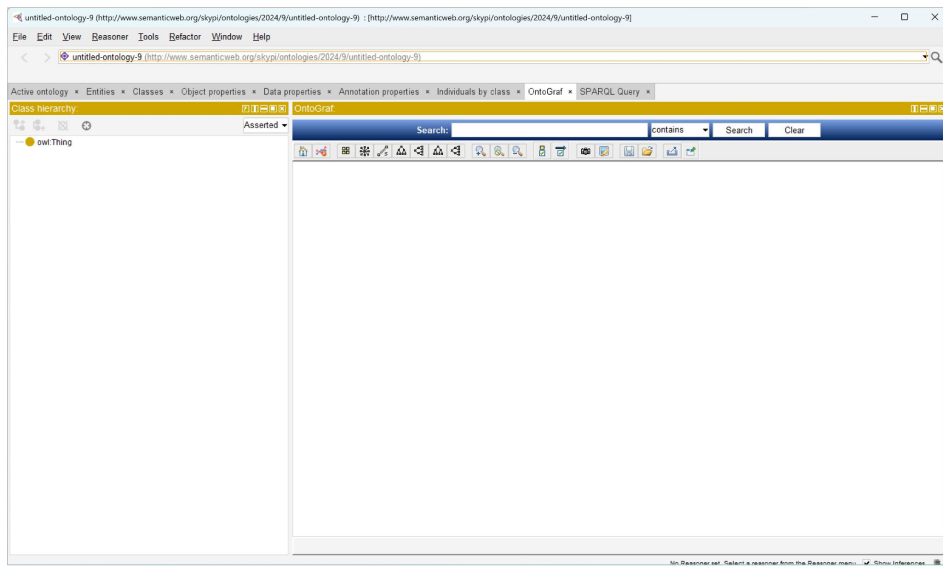 untitled-ontology-9 (http://www.semanticweb.org/skypi/ontologies/2024/9/untitled-ontology-9) : [http://www.semanticweb.org/skypi/ontologies/2024/9/untitled-ontology-9]
File Edit View Reasoner Tools Refactor Window Help
untitled-ontology-9 (http://www.semanticweb.org/skypi/ontologies/2024/9/untitled-ontology-9)
Active ontology × Entities × Classes × Object properties × Data properties × Annotation properties × Individuals by class × OntoGraf × SPARQL Query ×
Class hierarchy: OntoGraf:
Asserted
Search: contains Search Clear
owl:Thing
No Reasoner set. Select a reasoner from the Reasoner menu Show Inferences